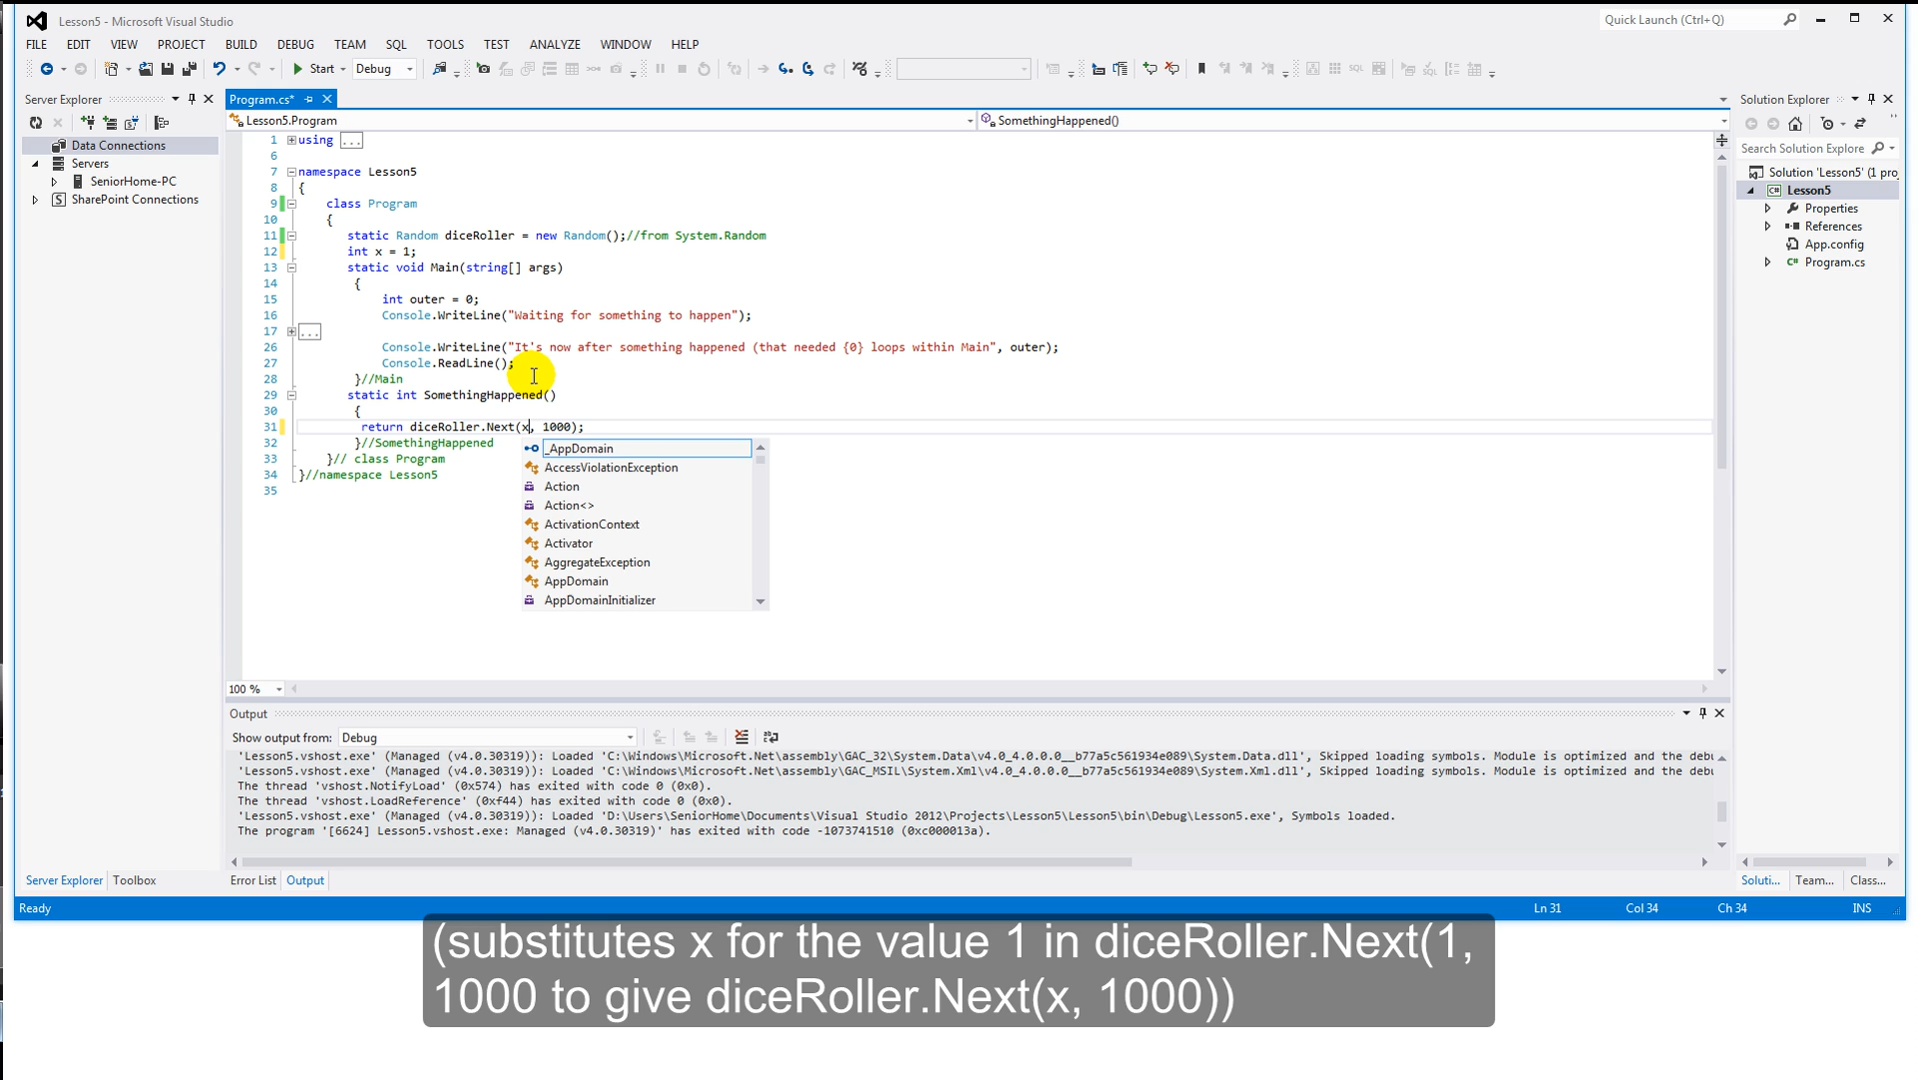 Lesson5 - Microsoft Visual Studio
Quick Launch (Ctrl+Q)
FILE EDIT VIEW PROJECT BUILD DEBUG TEAM SQL TOOLS TEST ANALYZE WINDOW HELP
Start Debug
Server Explorer
Program.cs*
Solution Explorer
Lesson5.Program
SomethingHappened()
Data Connections
Servers
SeniorHome-PC
SharePoint Connections
1 using ...
6
7 namespace Lesson5
8 {
9 class Program
10 {
11 static Random diceRoller = new Random();//from System.Random
12 int x = 1;
13 static void Main(string[] args)
14 {
15 int outer = 0;
16 Console.WriteLine("Waiting for something to happen");
17 ...
26 Console.WriteLine("It's now after something happened (that needed {0} loops within Main", outer);
27 Console.ReadLine();
28 }//Main
29 static int SomethingHappened()
30 {
31 return diceRoller.Next(x, 1000);
32 }//SomethingHappened
33 }// class Program
34 }//namespace Lesson5
35
_AppDomain
AccessViolationException
Action
Action<>
ActivationContext
Activator
AggregateException
AppDomain
AppDomainInitializer
Search Solution Explore
Solution 'Lesson5' (1 proj
Lesson5
Properties
References
App.config
Program.cs
100 %
Output
Show output from: Debug
'Lesson5.vshost.exe' (Managed (v4.0.30319)): Loaded 'C:\Windows\Microsoft.Net\assembly\GAC_32\System.Data\v4.0_4.0.0.0__b77a5c561934e089\System.Data.dll', Skipped loading symbols. Module is optimized and the debu
'Lesson5.vshost.exe' (Managed (v4.0.30319)): Loaded 'C:\Windows\Microsoft.Net\assembly\GAC_MSIL\System.Xml\v4.0_4.0.0.0__b77a5c561934e089\System.Xml.dll', Skipped loading symbols. Module is optimized and the debu
The thread 'vshost.NotifyLoad' (0x574) has exited with code 0 (0x0).
The thread 'vshost.LoadReference' (0xf44) has exited with code 0 (0x0).
'Lesson5.vshost.exe' (Managed (v4.0.30319)): Loaded 'D:\Users\SeniorHome\Documents\Visual Studio 2012\Projects\Lesson5\Lesson5\bin\Debug\Lesson5.exe', Symbols loaded.
The program '[6624] Lesson5.vshost.exe: Managed (v4.0.30319)' has exited with code -1073741510 (0xc000013a).
Server Explorer Toolbox
Error List Output
Soluti... Team... Class...
Ready
Ln 31 Col 34 Ch 34 INS
(substitutes x for the value 1 in diceRoller.Next(1,
1000 to give diceRoller.Next(x, 1000))